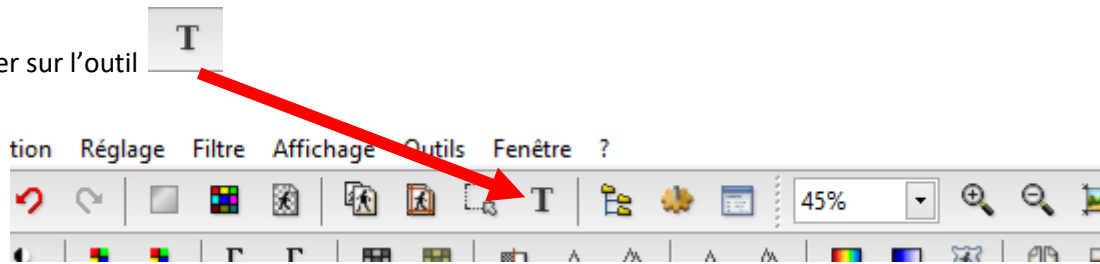 er sur l'outil T
tion Réglage Filtre Affichage Outils Fenêtre ?
T 45%